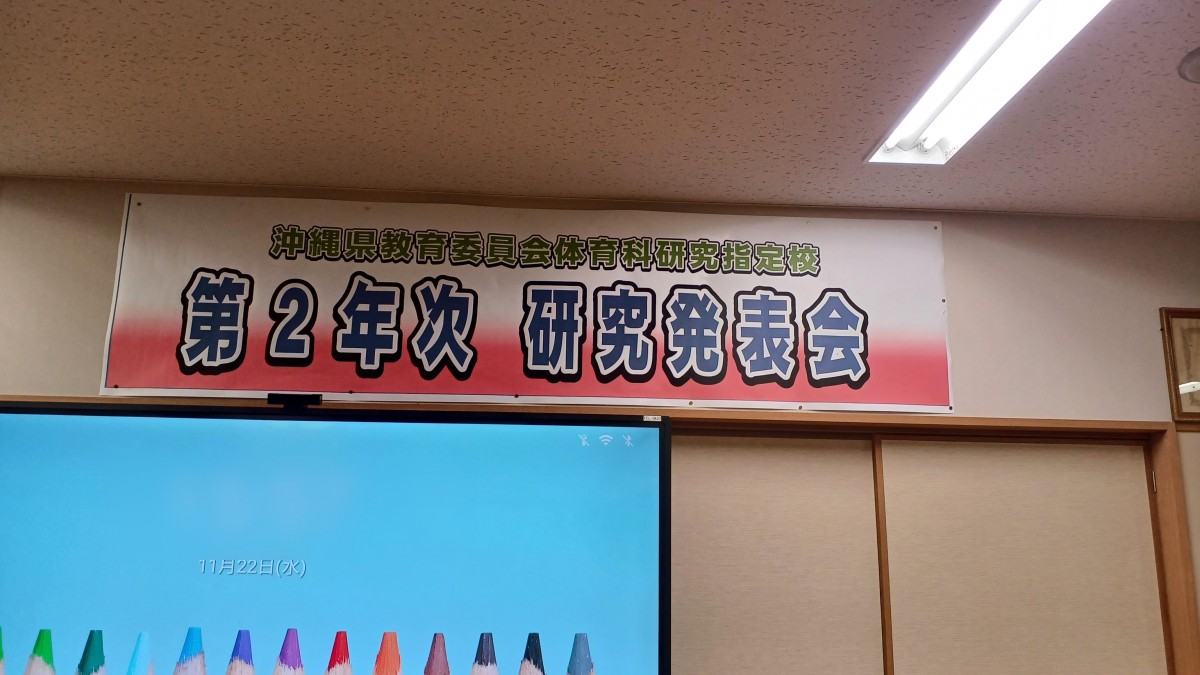 沖縄県教育委員会体育科研究指定校
第2年次 研究発表会
11月22日(水)